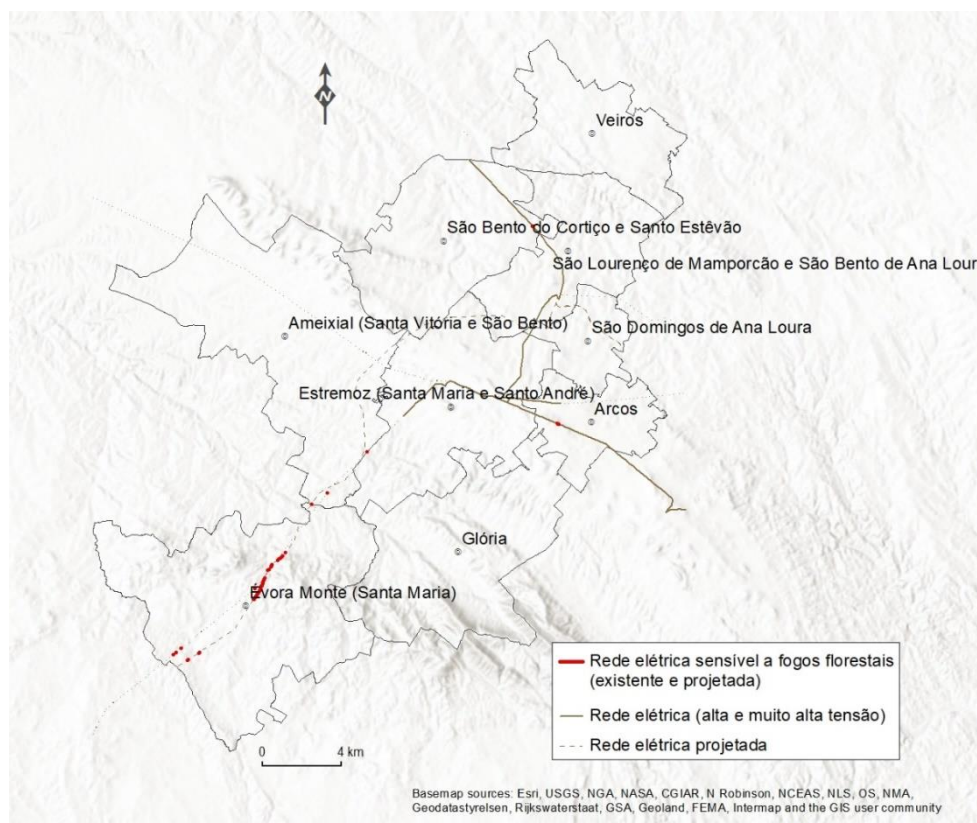 N
Veiros
São Bento do Cortiço e Santo Estêvão
São Lourenço de Mamporcão e São Bento de Ana Lour
Ameixial (Santa Vitória e São Bento)
São Domingos de Ana Loura
Estremoz (Santa Maria e Santo André)
Arcos
Glória
Évora Monte (Santa Maria)
Rede elétrica sensível a fogos florestais
(existente e projetada)
Rede elétrica (alta e muito alta tensão)
Rede elétrica projetada
0 4 km
Basemap sources: Esri, USGS, NGA, NASA, CGIAR, N Robinson, NCEAS, NLS, OS, NMA,
Geodatastyrelsen, Rijkswaterstaat, GSA, Geoland, FEMA, Intermap and the GIS user community